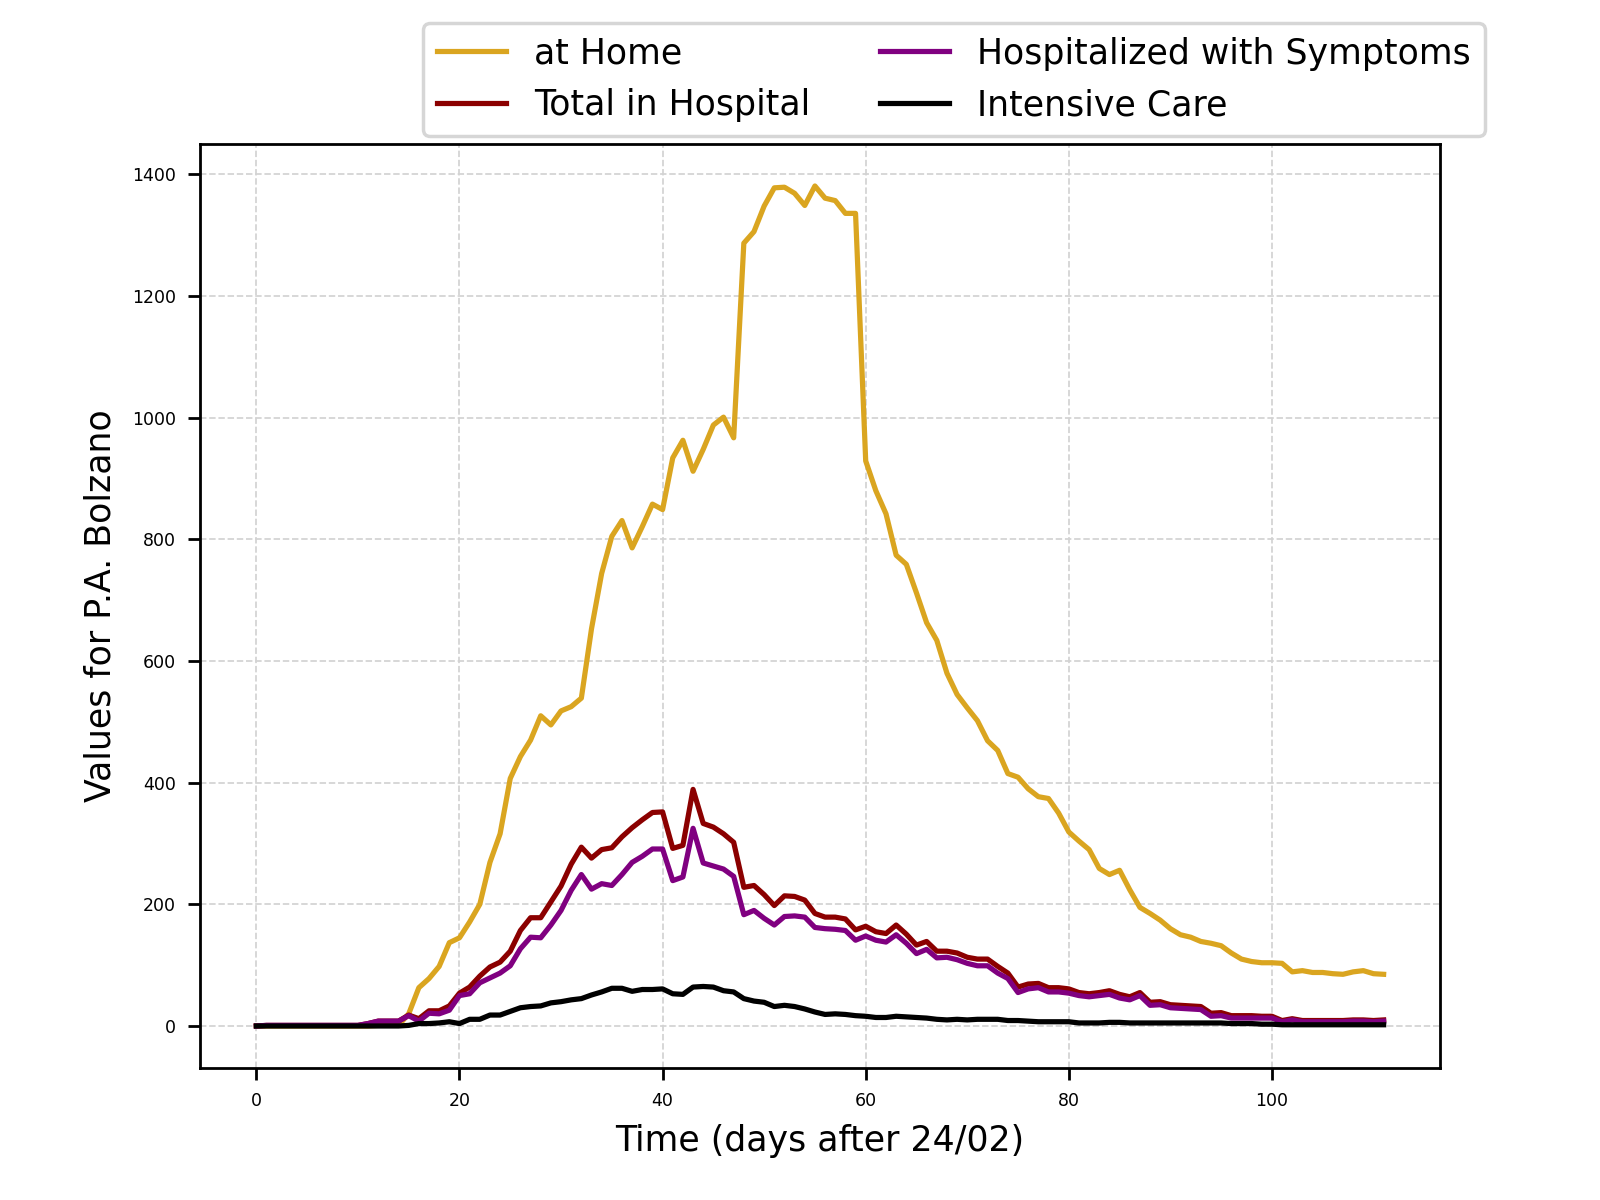 at Home
Total in Hospital
Hospitalized with Symptoms
Intensive Care
1400
1200
1000
800
600
400
200
0
Values for P.A. Bolzano
0 20 40 60 80 100
Time (days after 24/02)